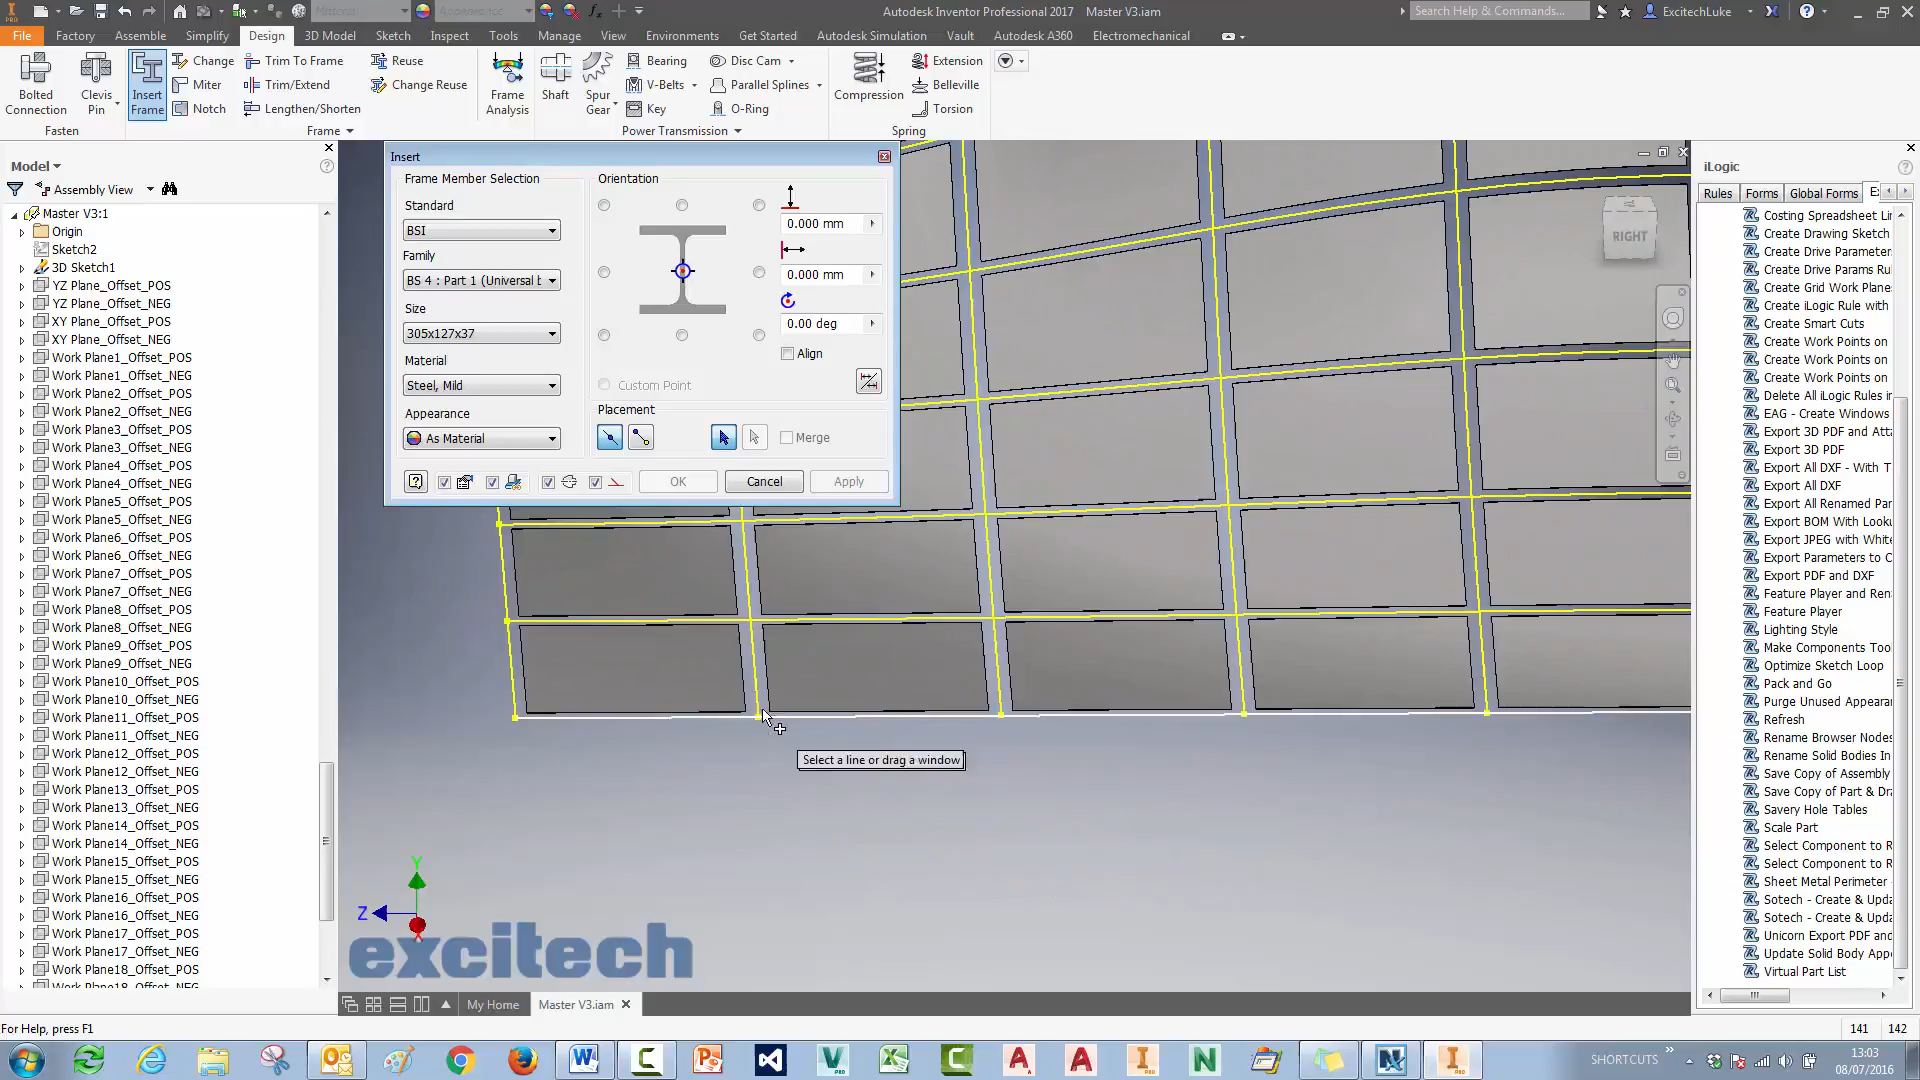 Autodesk Inventor Professional 2017 Master V3.iam
Search Help & Commands...
ExcitechLuke
File Factory Assemble Simplify Design 3D Model Sketch Inspect Tools Manage View Environments Get Started Autodesk Simulation Vault Autodesk A360 Electromechanical
Bolted Connection
Clevis Pin
Insert Frame
Change
Miter
Notch
Trim To Frame
Trim/Extend
Lengthen/Shorten
Reuse
Change Reuse
Frame Analysis
Shaft
Spur Gear
Bearing
V-Belts
Key
Disc Cam
Parallel Splines
O-Ring
Compression
Extension
Belleville
Torsion
Fasten
Frame
Power Transmission
Spring
Model
Assembly View
Master V3:1
Origin
Sketch2
3D Sketch1
YZ Plane_Offset_POS
YZ Plane_Offset_NEG
XY Plane_Offset_POS
XY Plane_Offset_NEG
Work Plane1_Offset_POS
Work Plane1_Offset_NEG
Work Plane2_Offset_POS
Work Plane2_Offset_NEG
Work Plane3_Offset_POS
Work Plane3_Offset_NEG
Work Plane4_Offset_POS
Work Plane4_Offset_NEG
Work Plane5_Offset_POS
Work Plane5_Offset_NEG
Work Plane6_Offset_POS
Work Plane6_Offset_NEG
Work Plane7_Offset_POS
Work Plane7_Offset_NEG
Work Plane8_Offset_POS
Work Plane8_Offset_NEG
Work Plane9_Offset_POS
Work Plane9_Offset_NEG
Work Plane10_Offset_POS
Work Plane10_Offset_NEG
Work Plane11_Offset_POS
Work Plane11_Offset_NEG
Work Plane12_Offset_POS
Work Plane12_Offset_NEG
Work Plane13_Offset_POS
Work Plane13_Offset_NEG
Work Plane14_Offset_POS
Work Plane14_Offset_NEG
Work Plane15_Offset_POS
Work Plane15_Offset_NEG
Work Plane16_Offset_POS
Work Plane16_Offset_NEG
Work Plane17_Offset_POS
Work Plane17_Offset_NEG
Work Plane18_Offset_POS
Work Plane18_Offset_NEG
Insert
Frame Member Selection
Standard
BSI
Family
BS 4 : Part 1 (Universal b
Size
305x127x37
Material
Steel, Mild
Appearance
As Material
Orientation
0.000 mm
0.000 mm
0.00 deg
Align
Custom Point
Placement
Merge
OK
Cancel
Apply
Select a line or drag a window
RIGHT
Y
Z
X
excitech
My Home
Master V3.iam
iLogic
Rules Forms Global Forms
Costing Spreadsheet Lin
Create Drawing Sketch
Create Drive Parameters
Create Drive Params Rul
Create Grid Work Planes
Create iLogic Rule with
Create Smart Cuts
Create Work Points on
Create Work Points on
Create Work Points on
Delete All iLogic Rules in
EAG - Create Windows
Export 3D PDF and Atta
Export 3D PDF
Export All DXF - With T
Export All DXF
Export All Renamed Par
Export BOM With Looku
Export JPEG with White
Export Parameters to C
Export PDF and DXF
Feature Player and Ren
Feature Player
Lighting Style
Make Components Tool
Optimize Sketch Loop
Pack and Go
Purge Unused Appearan
Refresh
Rename Browser Nodes
Rename Solid Bodies In
Save Copy of Assembly
Save Copy of Part & Dra
Savery Hole Tables
Scale Part
Select Component to R
Select Component to R
Sheet Metal Perimeter
Sotech - Create & Upda
Sotech - Create & Upda
Unicorn Export PDF and
Update Solid Body Appe
Virtual Part List
For Help, press F1
141 142
SHORTCUTS
13:03
08/07/2016